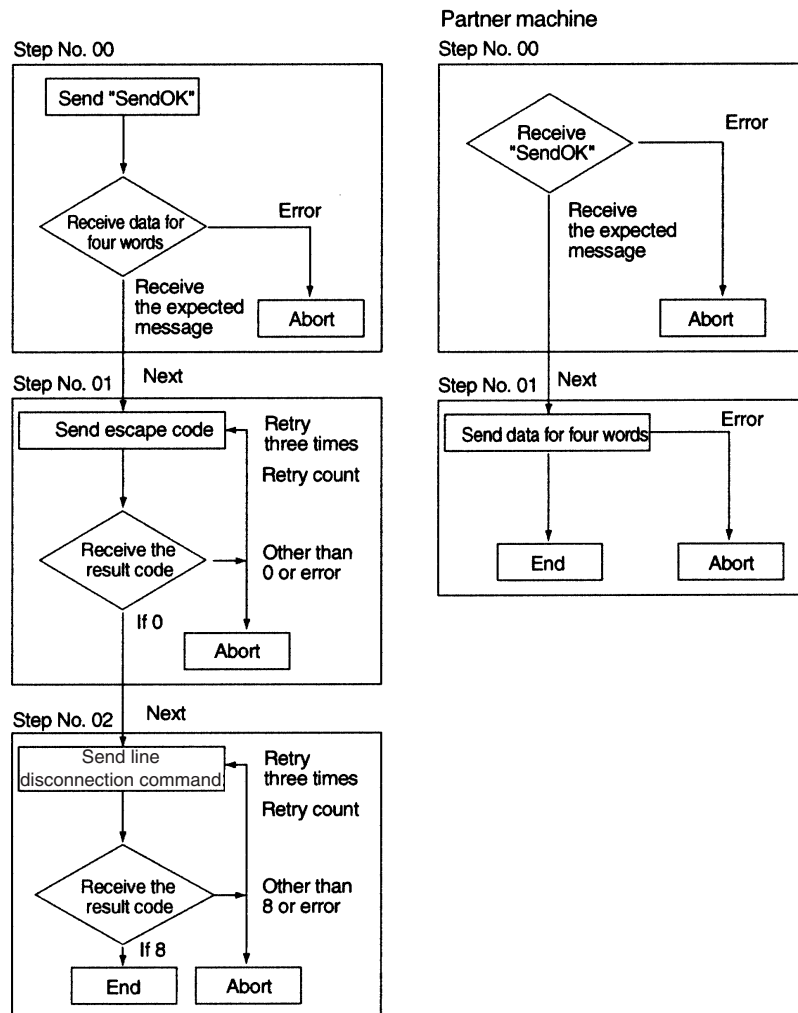 Step No. 00
Send "SendOK"
Receive data for
four words
Error
Receive
the expected
message
Abort
Next
Step No. 01
Send escape code
Retry
three times
Retry count
Receive the
result code
Other than
0 or error
If 0
Abort
Next
Step No. 02
Send line
disconnection command
Retry
three times
Retry count
Receive the
result code
Other than
8 or error
If 8
End
Abort
Partner machine
Step No. 00
Receive
"SendOK"
Error
Receive
the expected
message
Abort
Next
Step No. 01
Send data for four words
Error
End
Abort